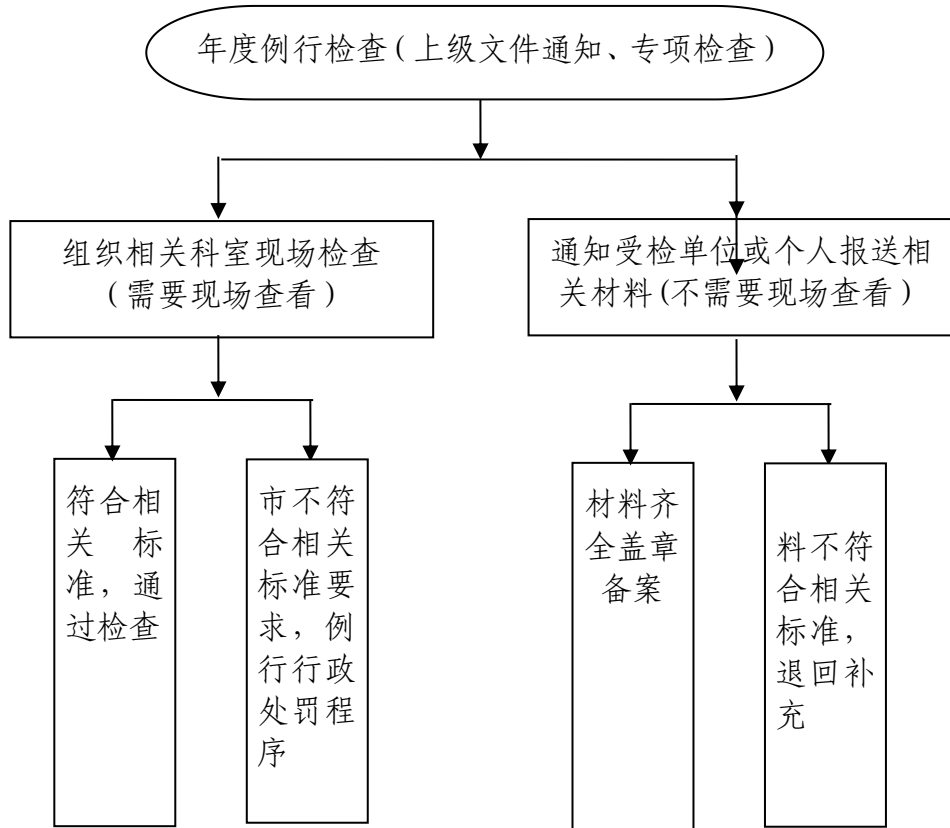 年度例行检查(上级文件通知、专项检查)
组织相关科室现场检查
(需要现场查看)
通知受检单位或个人报送相
关材料(不需要现场查看)
符合相
关标
准，通
过检查
市不符
合相关
标准要
求，例
行行政
处罚程
序
材料齐
全盖章
备案
料不符
合相关
标准，
退回补
充